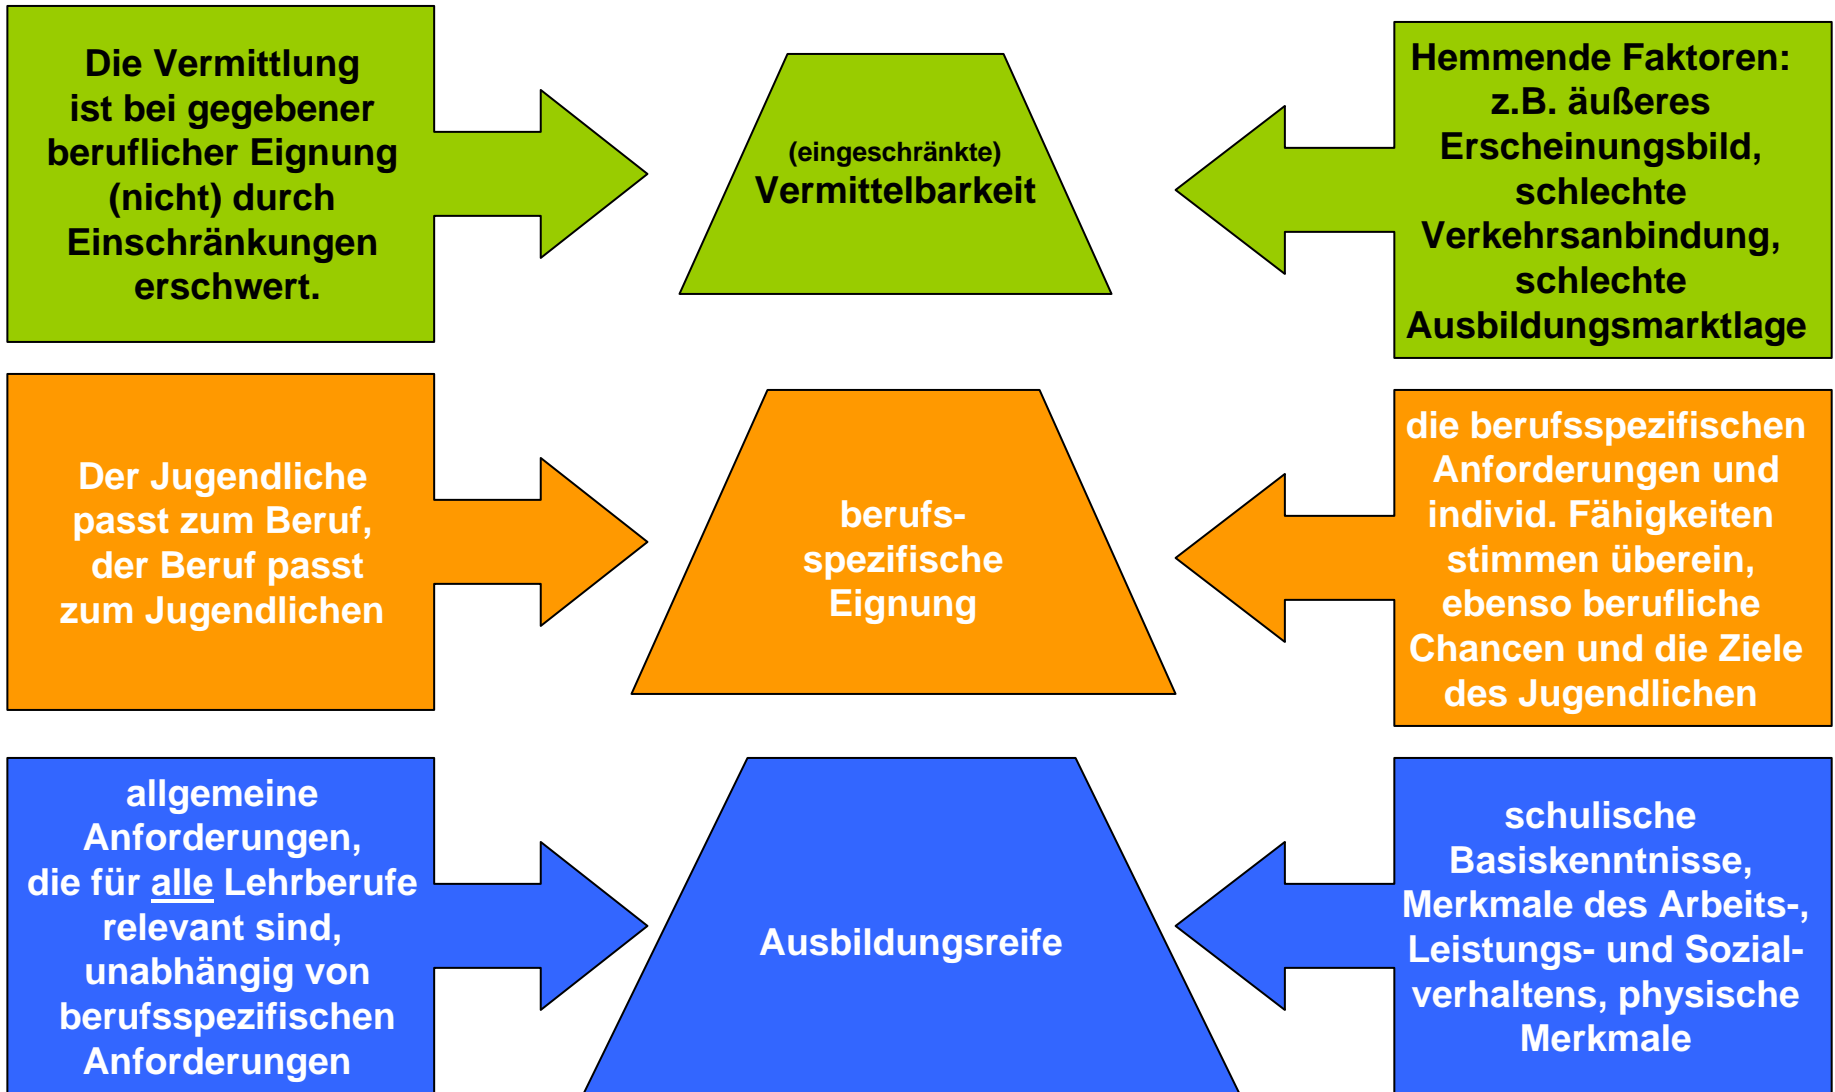 Die Vermittlung
ist bei gegebener
beruflicher Eignung
(nicht) durch
Einschränkungen
erschwert.
(eingeschränkte)
Vermittelbarkeit
Hemmende Faktoren:
z.B. äußeres
Erscheinungsbild,
schlechte
Verkehrsanbindung,
schlechte
Ausbildungsmarktlage
Der Jugendliche
passt zum Beruf,
der Beruf passt
zum Jugendlichen
berufs-
spezifische
Eignung
die berufsspezifischen
Anforderungen und
individ. Fähigkeiten
stimmen überein,
ebenso berufliche
Chancen und die Ziele
des Jugendlichen
allgemeine
Anforderungen,
die für alle Lehrberufe
relevant sind,
unabhängig von
berufsspezifischen
Anforderungen
Ausbildungsreife
schulische
Basiskenntnisse,
Merkmale des Arbeits-,
Leistungs- und Sozial-
verhaltens, physische
Merkmale